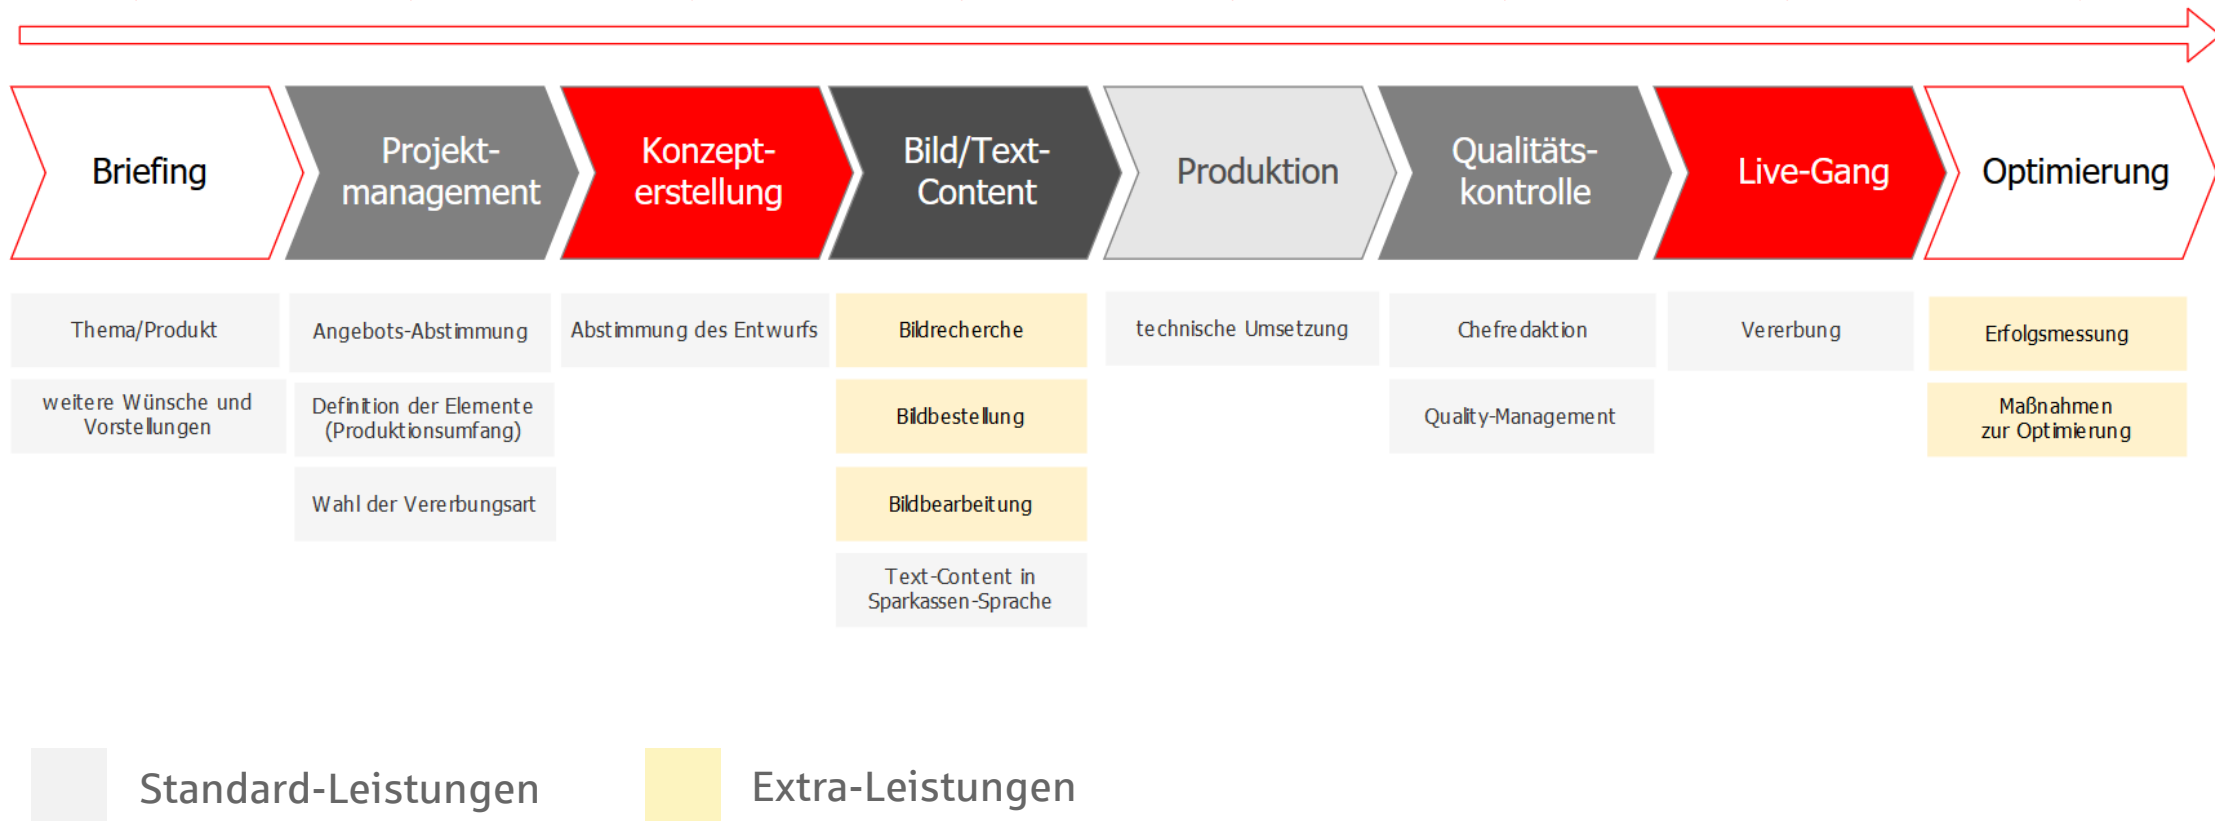 Briefing
Projekt-
management
Konzept-
erstellung
Bild/Text-
Content
Produktion
Qualitäts-
kontrolle
Live-Gang
Optimierung
Thema/Produkt
weitere Wünsche und
Vorstellungen
Angebots-Abstimmung
Definition der Elemente
(Produktionsumfang)
Wahl der Vererbungsart
Abstimmung des Entwurfs
Bildrecherche
Bildbestellung
Bildbearbeitung
Text-Content in
Sparkassen-Sprache
technische Umsetzung
Chefredaktion
Quality-Management
Vererbung
Erfolgsmessung
Maßnahmen
zur Optimierung
Standard-Leistungen
Extra-Leistungen